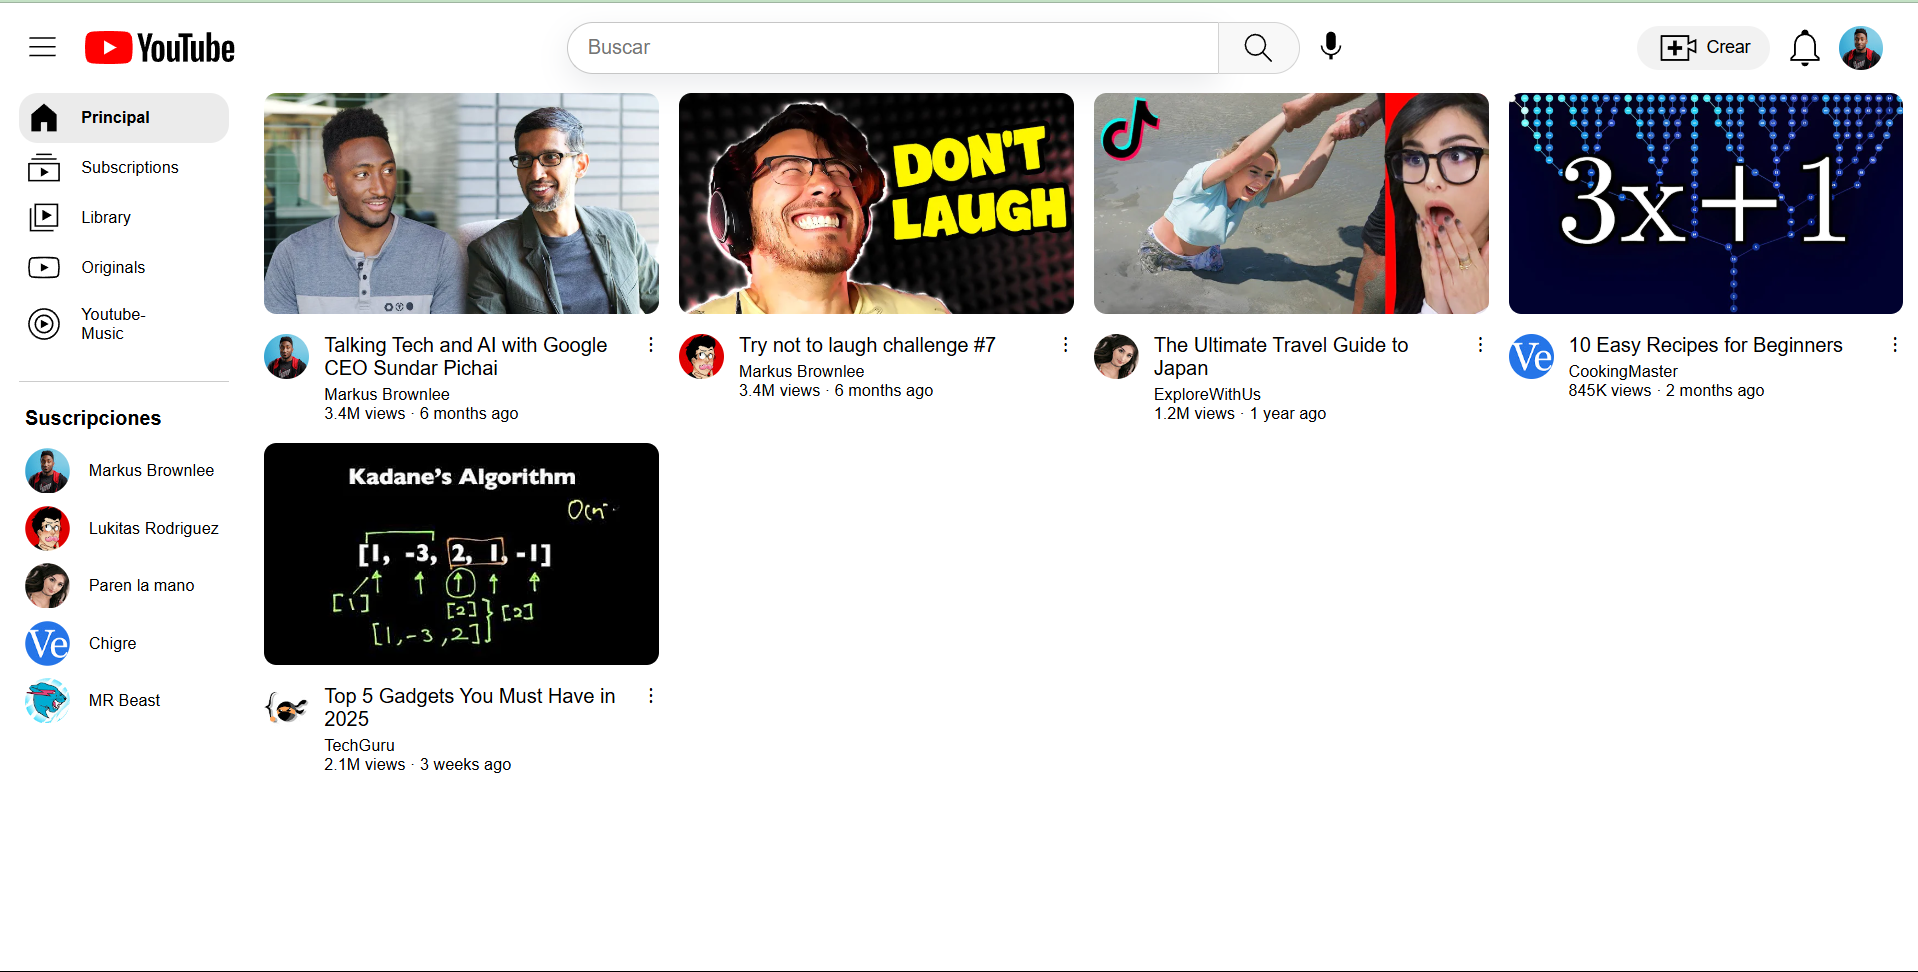 YouTube
Buscar
Crear
Principal
Subscriptions
Library
Originals
Youtube-
Music
Suscripciones
Markus Brownlee
Lukitas Rodriguez
Paren la mano
Ve
Chigre
MR Beast
Talking Tech and AI with Google
CEO Sundar Pichai
Markus Brownlee
3.4M views · 6 months ago
DON'T
LAUGH
Try not to laugh challenge #7
Markus Brownlee
3.4M views · 6 months ago
The Ultimate Travel Guide to
Japan
ExploreWithUs
1.2M views · 1 year ago
3x+1
Ve
10 Easy Recipes for Beginners
CookingMaster
845K views · 2 months ago
Kadane's Algorithm
[1, -3, 2, 1, -1]
[1]
[2]
[2]
[1,-3,2]
Top 5 Gadgets You Must Have in
2025
TechGuru
2.1M views · 3 weeks ago